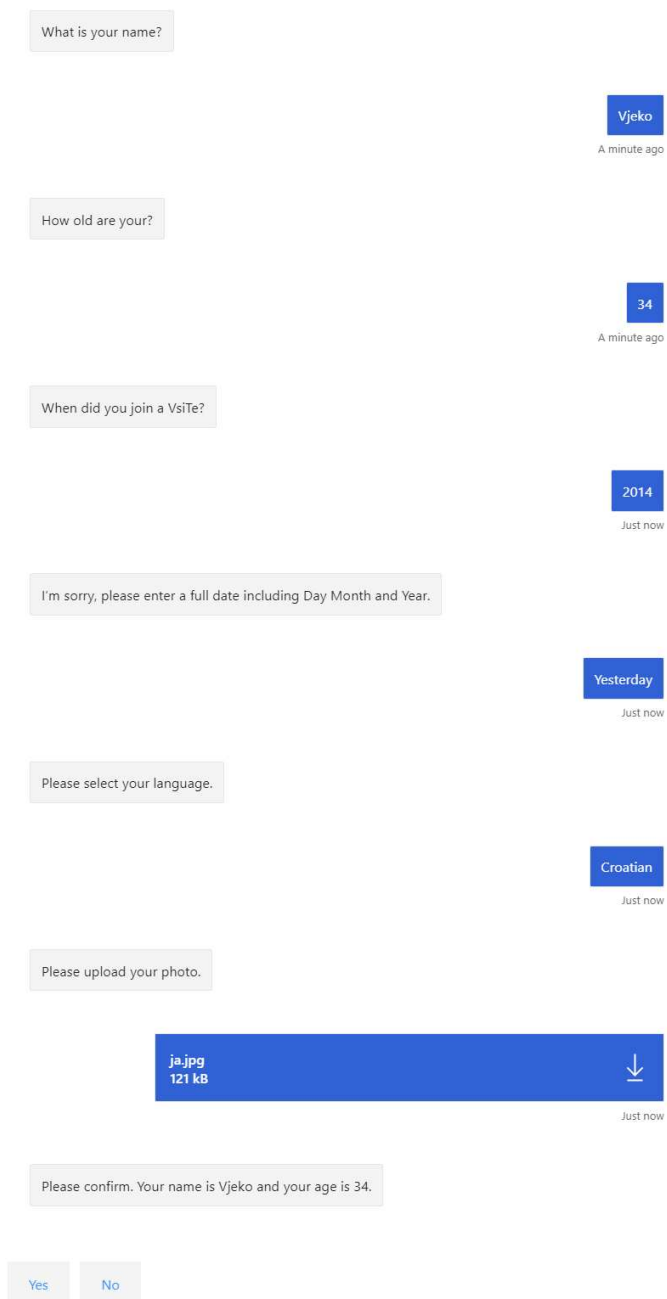 What is your name?
Vjeko
A minute ago
How old are your?
34
A minute ago
When did you join a VsiTe?
2014
Just now
I'm sorry, please enter a full date including Day Month and Year.
Yesterday
Just now
Please select your language.
Croatian
Just now
Please upload your photo.
ja.jpg
121 kB
Just now
Please confirm. Your name is Vjeko and your age is 34.
Yes No